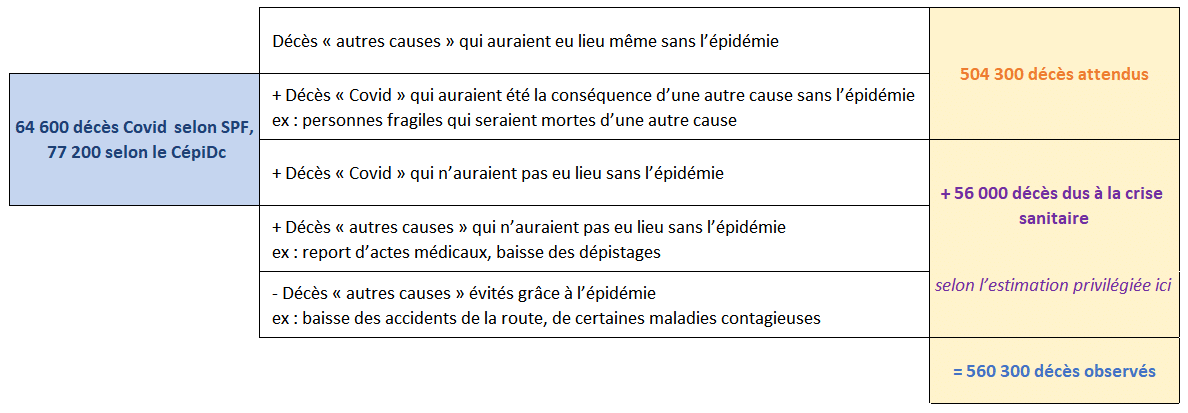 Décès « autres causes » qui auraient eu lieu même sans l’épidémie
504 300 décès attendus
64 600 décès Covid selon SPF,
77 200 selon le CépiDc
+ Décès « Covid » qui auraient été la conséquence d’une autre cause sans l’épidémie
ex : personnes fragiles qui seraient mortes d’une autre cause
+ Décès « Covid » qui n’auraient pas eu lieu sans l’épidémie
+ 56 000 décès dus à la crise
sanitaire
selon l’estimation privilégiée ici
+ Décès « autres causes » qui n’auraient pas eu lieu sans l’épidémie
ex : report d’actes médicaux, baisse des dépistages
- Décès « autres causes » évités grâce à l’épidémie
ex : baisse des accidents de la route, de certaines maladies contagieuses
= 560 300 décès observés